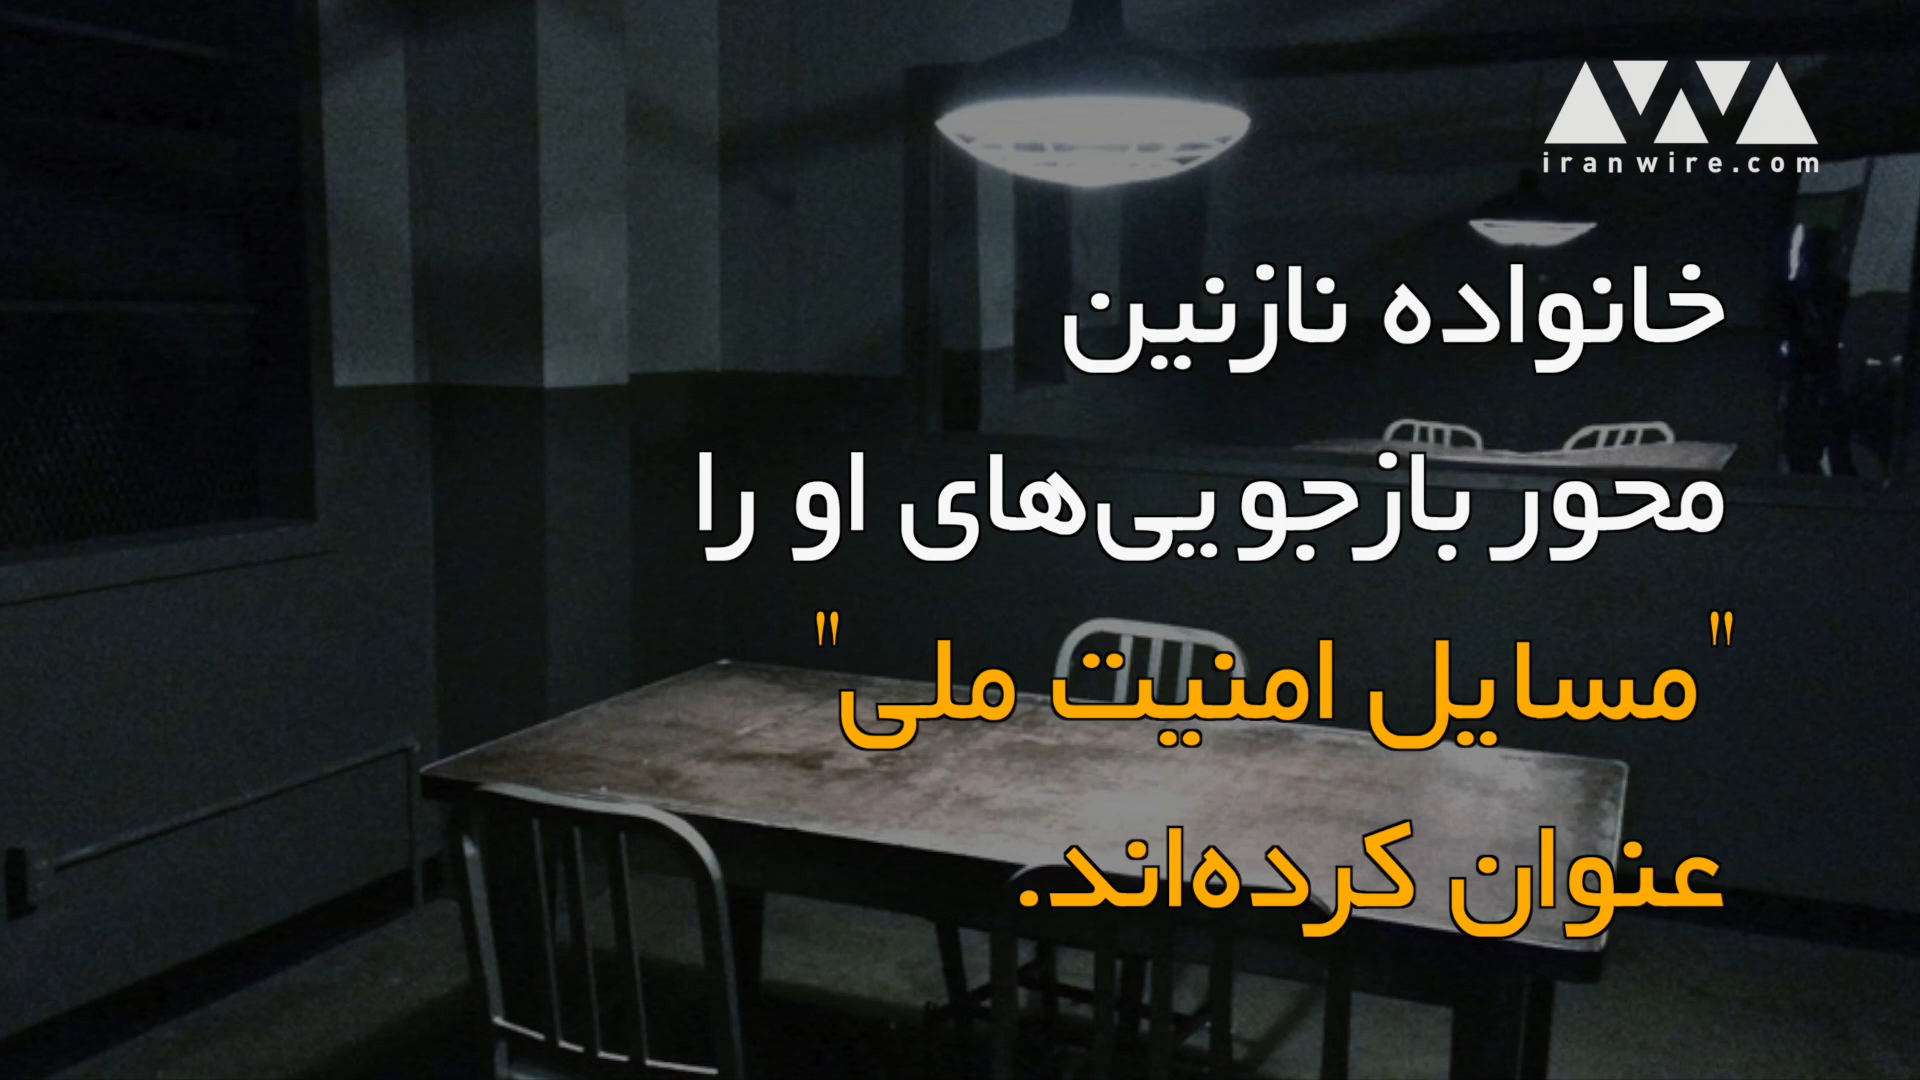 iranwire.com
خانواده نازنین
محور بازجویی‌های او را
"مسایل امنیت ملی"
عنوان کرده‌اند.